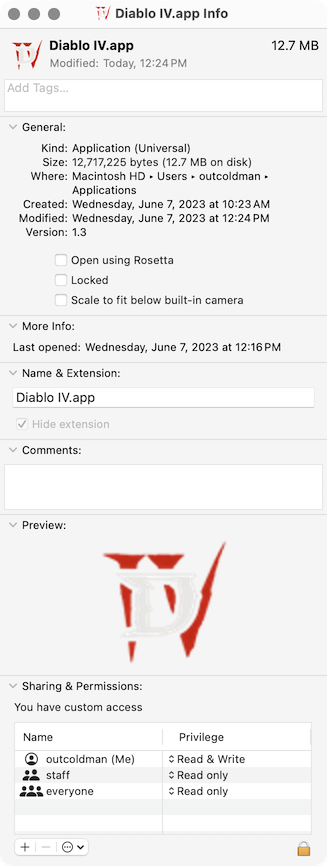 Diablo IV.app Info
Diablo IV.app 12.7 MB
Modified: Today, 12:24 PM
Add Tags...
General:
Kind: Application (Universal)
Size: 12,717,225 bytes (12.7 MB on disk)
Where: Macintosh HD ▸ Users ▸ outcoldman ▸
Applications
Created: Wednesday, June 7, 2023 at 10:23 AM
Modified: Wednesday, June 7, 2023 at 12:24 PM
Version: 1.3
Open using Rosetta
Locked
Scale to fit below built-in camera
More Info:
Last opened: Wednesday, June 7, 2023 at 12:16 PM
Name & Extension:
Diablo IV.app
Hide extension
Comments:
Preview:
IV
D
Sharing & Permissions:
You have custom access
Name Privilege
outcoldman (Me) Read & Write
staff Read only
everyone Read only